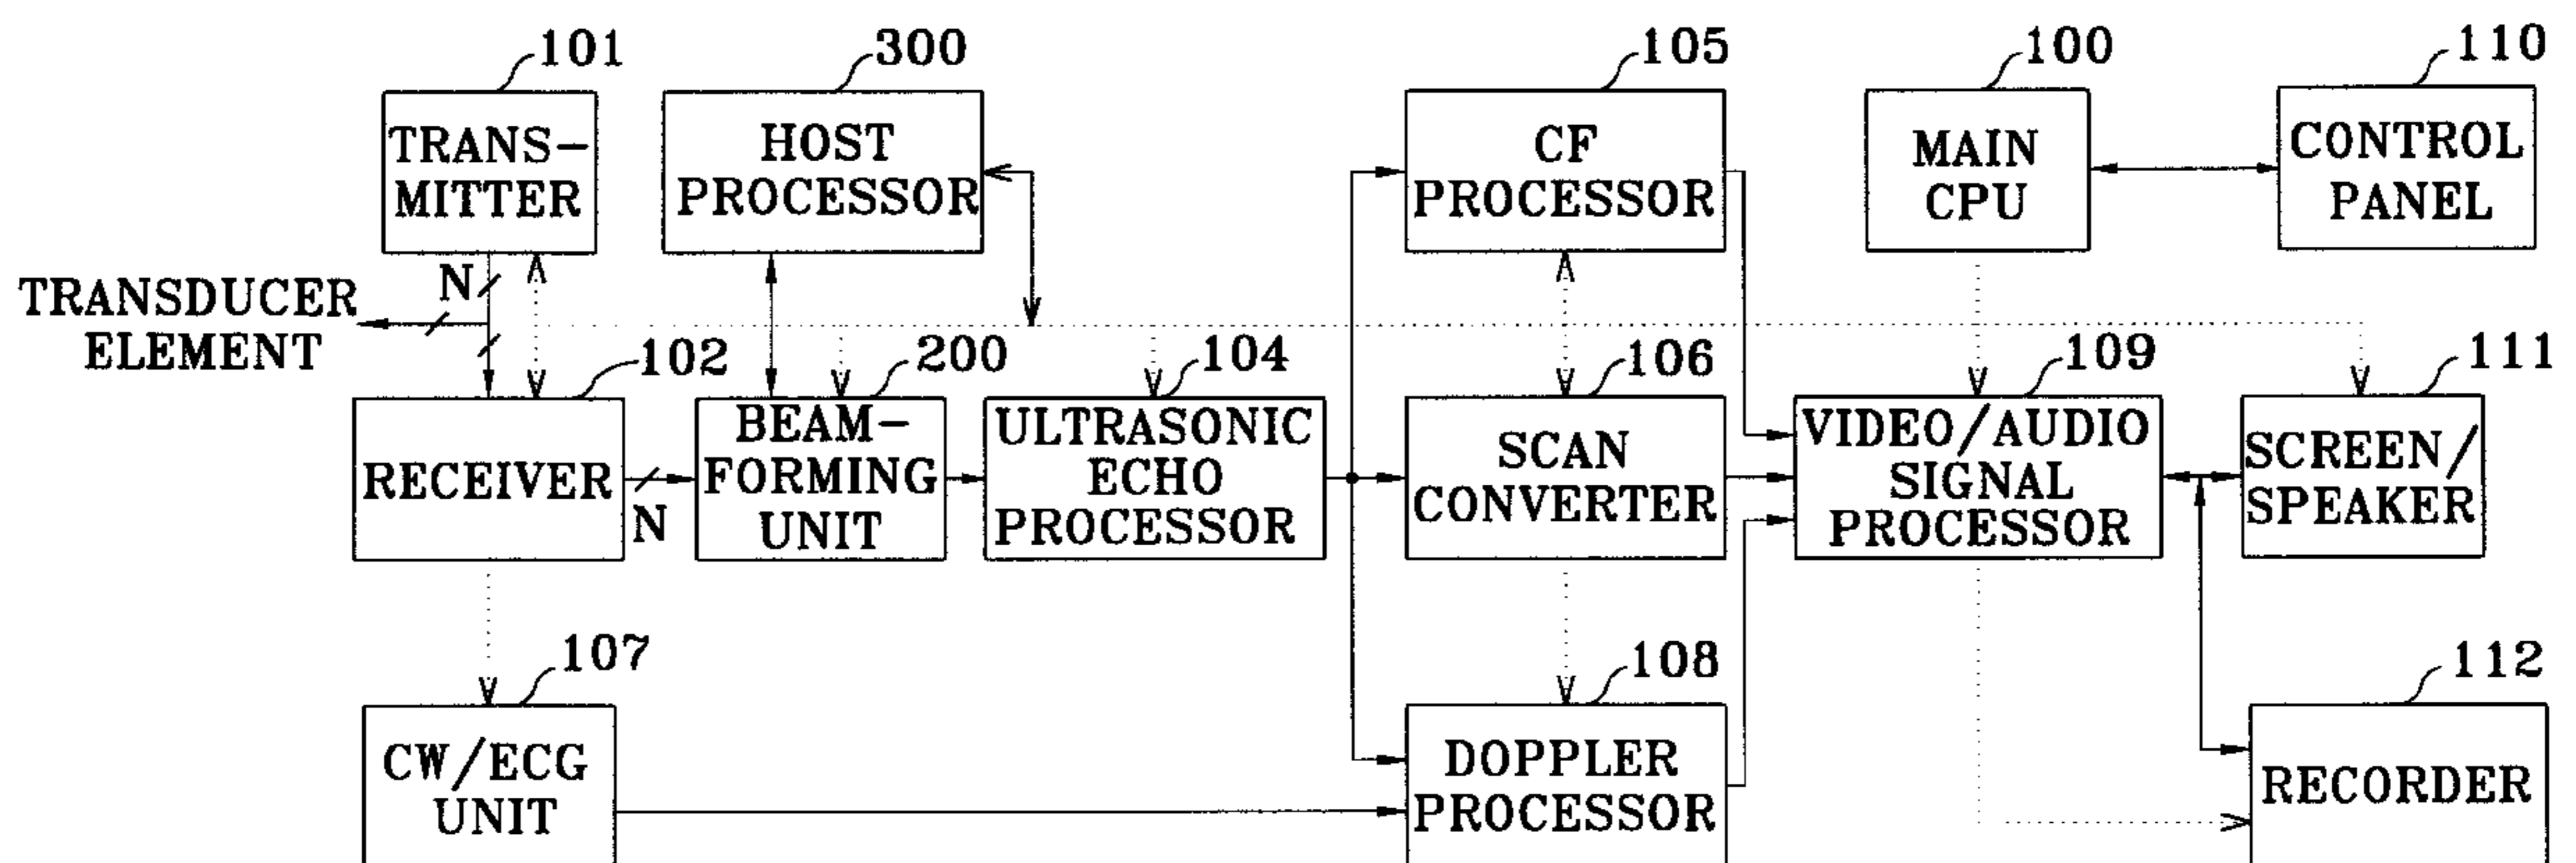 101
300
105
100
110
TRANS-
MITTER
HOST
PROCESSOR
CF
PROCESSOR
MAIN
CPU
CONTROL
PANEL
N
TRANSDUCER
ELEMENT
102
200
104
106
109
111
RECEIVER
N
BEAM-
FORMING
UNIT
ULTRASONIC
ECHO
PROCESSOR
SCAN
CONVERTER
VIDEO/AUDIO
SIGNAL
PROCESSOR
SCREEN/
SPEAKER
107
108
112
CW/ECG
UNIT
DOPPLER
PROCESSOR
RECORDER